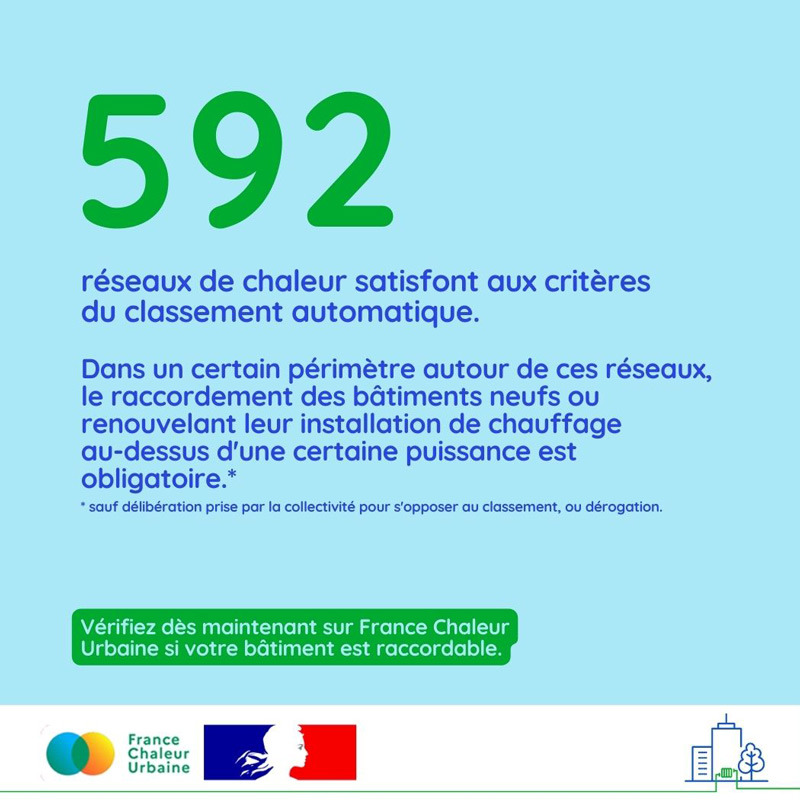 592
réseaux de chaleur satisfont aux critères
du classement automatique.
Dans un certain périmètre autour de ces réseaux,
le raccordement des bâtiments neufs ou
renouvelant leur installation de chauffage
au-dessus d'une certaine puissance est
obligatoire.*
* sauf délibération prise par la collectivité pour s'opposer au classement, ou dérogation.
Vérifiez dès maintenant sur France Chaleur
Urbaine si votre bâtiment est raccordable.
France
Chaleur
Urbaine